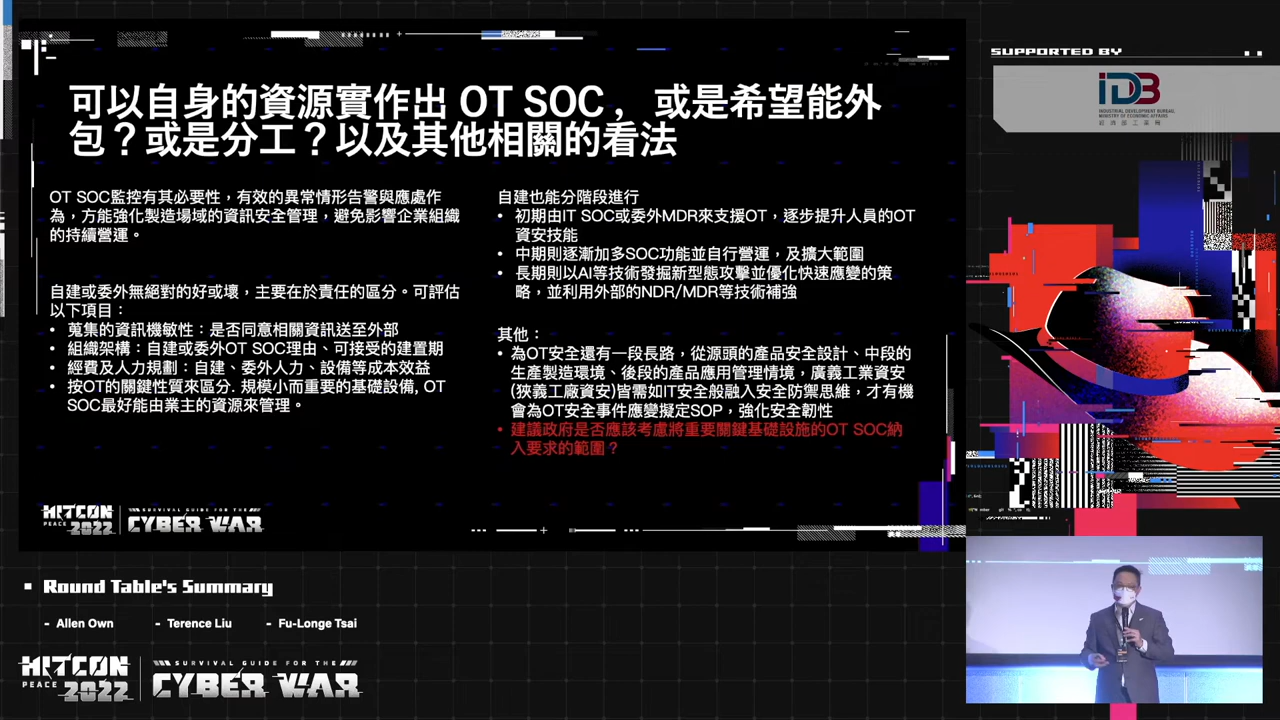 可以自身的資源實作出 OT SOC， 或是希望能外
包？或是分工？以及其他相關的看法
OT SOC監控有其必要性，有效的異常情形告警與應處作
為，方能強化製造場域的資訊安全管理，避免影響企業組織
的持續營運。
自建或委外無絕對的好或壞，主要在於責任的區分。可評估
以下項目：
• 蒐集的資訊機敏性：是否同意相關資訊送至外部
• 組織架構：自建或委外OT SOC理由、可接受的建置期
• 經費及人力規劃：自建、委外人力、設備等成本效益
• 按OT的關鍵性質來區分. 規模小而重要的基礎設備, OT
SOC最好能由業主的資源來管理。
自建也能分階段進行
• 初期由IT SOC或委外MDR來支援OT，逐步提升人員的OT
資安技能
• 中期則逐漸加多SOC功能並自行營運，及擴大範圍
• 長期則以AI等技術發掘新型態攻擊並優化快速應變的策
略，並利用外部的NDR/MDR等技術補強
其他：
• 為OT安全還有一段長路，從源頭的產品安全設計、中段的
生產製造環境、後段的產品應用管理情境，廣義工業資安
(狹義工廠資安)皆需如IT安全般融入安全防禦思維，才有機
會為OT安全事件應變擬定SOP，強化安全韌性
• 建議政府是否應該考慮將重要關鍵基礎設施的OT SOC納
入要求的範圍？
HITCON
PEACE 2022
SURVIVAL GUIDE FOR THE
CYBER WAR
SUPPORTED BY
IDB
INDUSTRIAL DEVELOPMENT BUREAU,
MINISTRY OF ECONOMIC AFFAIRS
經濟部工業局
Round Table's Summary
- Allen Own - Terence Liu - Fu-Longe Tsai
HITCON
PEACE 2022
SURVIVAL GUIDE FOR THE
CYBER WAR